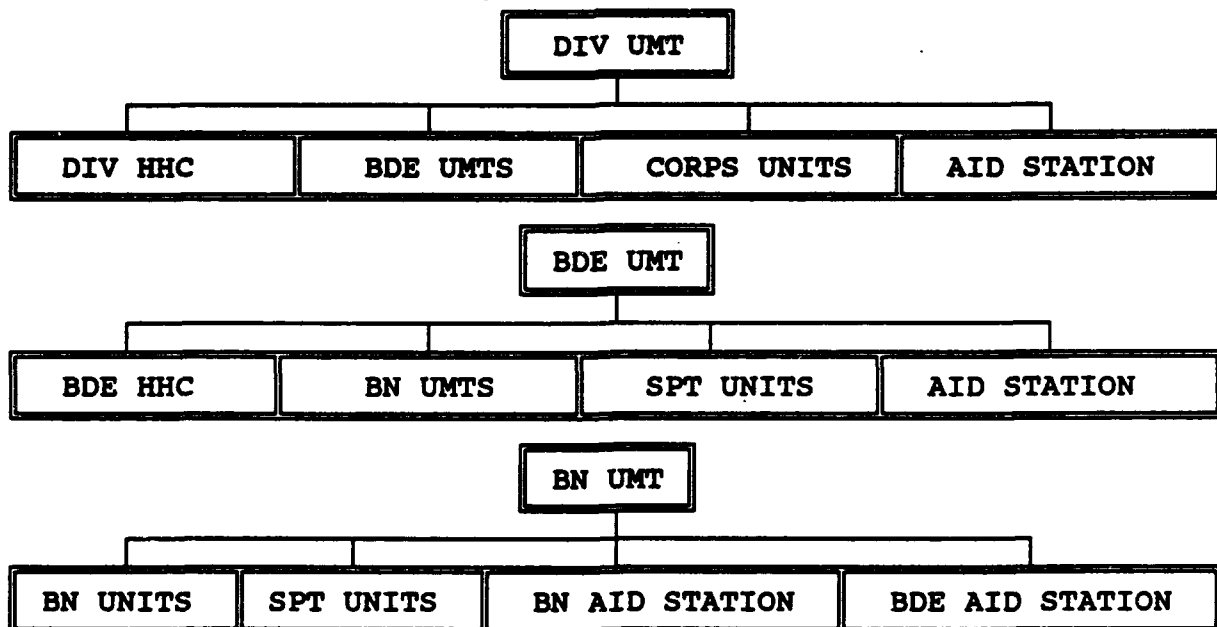 DIV UMT
DIV HHC BDE UMTS CORPS UNITS AID STATION
BDE UMT
BDE HHC BN UMTS SPT UNITS AID STATION
BN UMT
BN UNITS SPT UNITS BN AID STATION BDE AID STATION